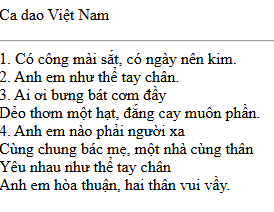 Ca dao Việt Nam
1. Có công mài sắt, có ngày nên kim.
2. Anh em như thể tay chân.
3. Ai ơi bưng bát cơm đầy
Dẻo thơm một hạt, đắng cay muôn phần.
4. Anh em nào phải người xa
Cùng chung bác mẹ, một nhà cùng thân
Yêu nhau như thể tay chân
Anh em hòa thuận, hai thân vui vầy.